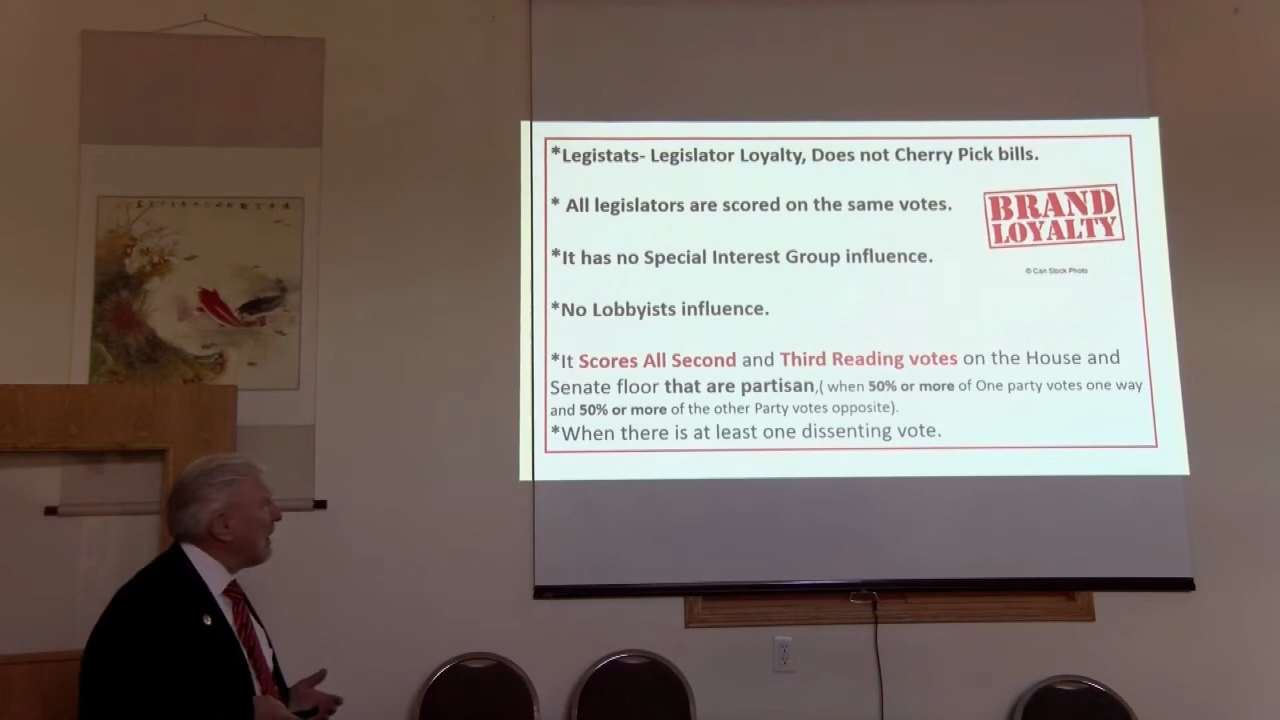 *Legistats- Legislator Loyalty, Does not Cherry Pick bills.
* All legislators are scored on the same votes.
BRAND
LOYALTY
© Can Stock Photo
*It has no Special Interest Group influence.
*No Lobbyists influence.
*It Scores All Second and Third Reading votes on the House and
Senate floor that are partisan,( when 50% or more of One party votes one way
and 50% or more of the other Party votes opposite).
*When there is at least one dissenting vote.